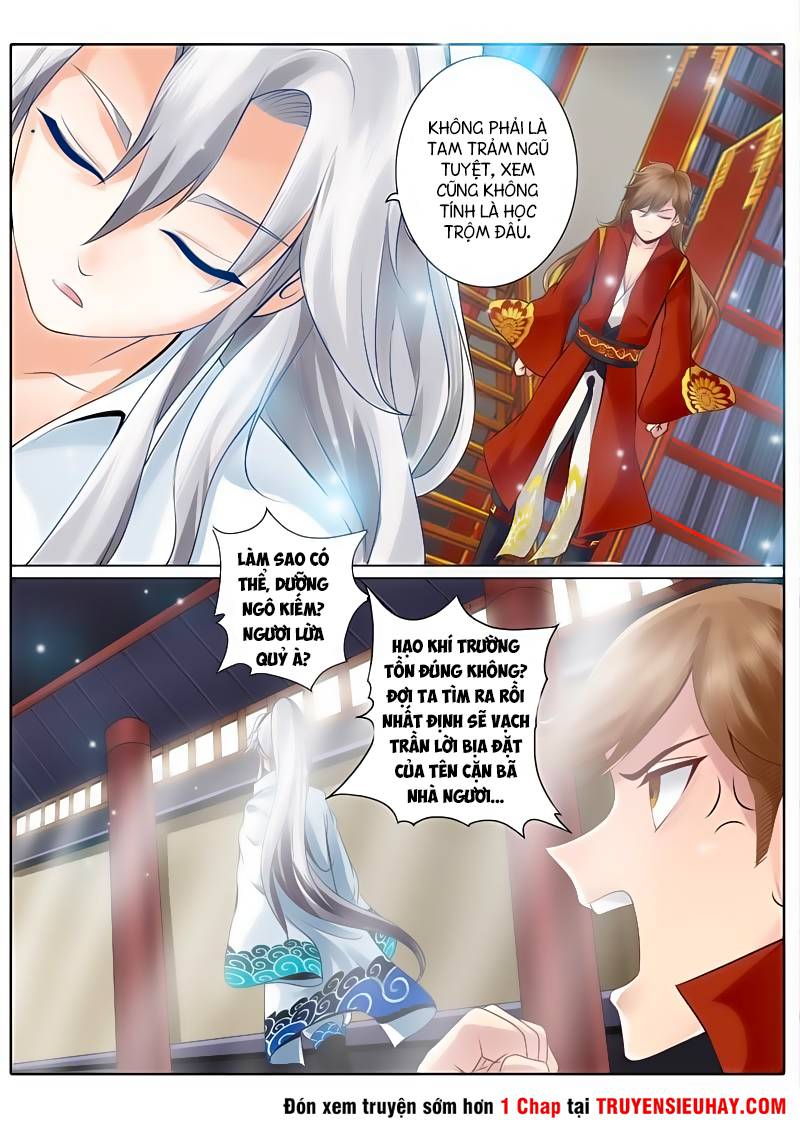 KHÔNG PHẢI LÀ
TAM TRẢM NGŨ
TUYỆT, XEM
CŨNG KHÔNG
TÍNH LÀ HỌC
TRỘM ĐÂU.
LÀM SAO CÓ
THỂ, DƯỠNG
NGÔ KIẾM?
NGƯƠI LỪA
QUỶ À?
HẠO KHÍ TRƯỜNG
TỒN ĐÚNG KHÔNG?
ĐỢI TA TÌM RA RỒI
NHẤT ĐỊNH SẼ VẠCH
TRẦN LỜI BỊA ĐẶT
CỦA TÊN CẶN BÃ
NHÀ NGƯƠI...
Đón xem truyện sớm hơn 1 Chap tại TRUYENSIEUHAY.COM